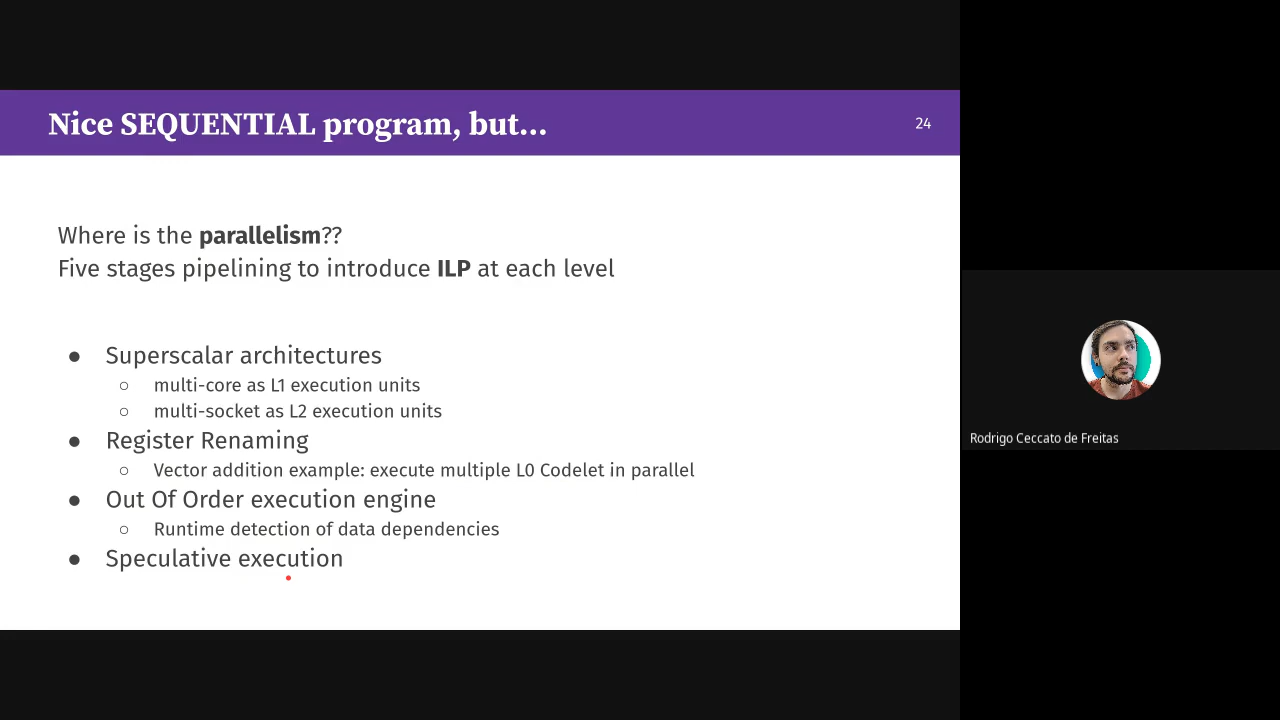 Nice SEQUENTIAL program, but...
24
Where is the parallelism??
Five stages pipelining to introduce ILP at each level
● Superscalar architectures
○ multi-core as L1 execution units
○ multi-socket as L2 execution units
● Register Renaming
○ Vector addition example: execute multiple L0 Codelet in parallel
● Out Of Order execution engine
○ Runtime detection of data dependencies
● Speculative execution
Rodrigo Ceccato de Freitas